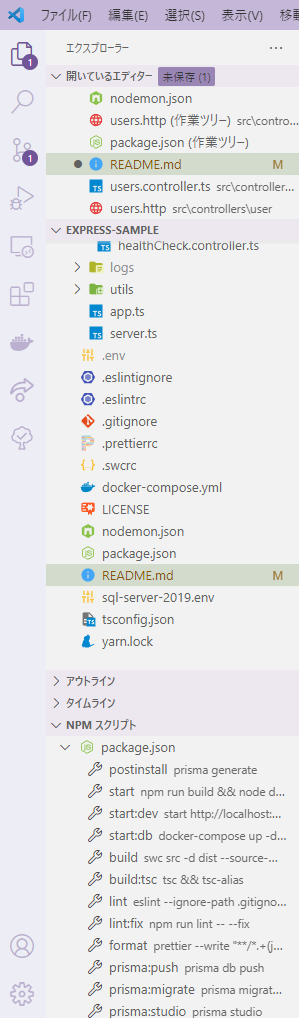 ファイル(F) 編集(E) 選択(S) 表示(V) 移動
エクスプローラー ···
1
開いているエディター 未保存 (1)
nodemon.json
users.http (作業ツリー) src\contr...
package.json (作業ツリー)
README.md M
users.controller.ts src\controller...
users.http src\controllers\user
1
EXPRESS-SAMPLE
healthCheck.controller.ts
logs
utils
app.ts
server.ts
.env
.eslintignore
.eslintrc
.gitignore
.prettierrc
.swcrc
docker-compose.yml
LICENSE
nodemon.json
package.json
README.md M
sql-server-2019.env
tsconfig.json
yarn.lock
アウトライン
タイムライン
NPM スクリプト
package.json
postinstall prisma generate
start npm run build && node d...
start:dev start http://localhost:...
start:db docker-compose up -d...
build swc src -d dist --source-...
build:tsc tsc && tsc-alias
lint eslint --ignore-path .gitigno...
lint:fix npm run lint -- --fix
format prettier --write "**/*.+(j...
prisma:push prisma db push
prisma:migrate prisma migrat...
prisma:studio prisma studio